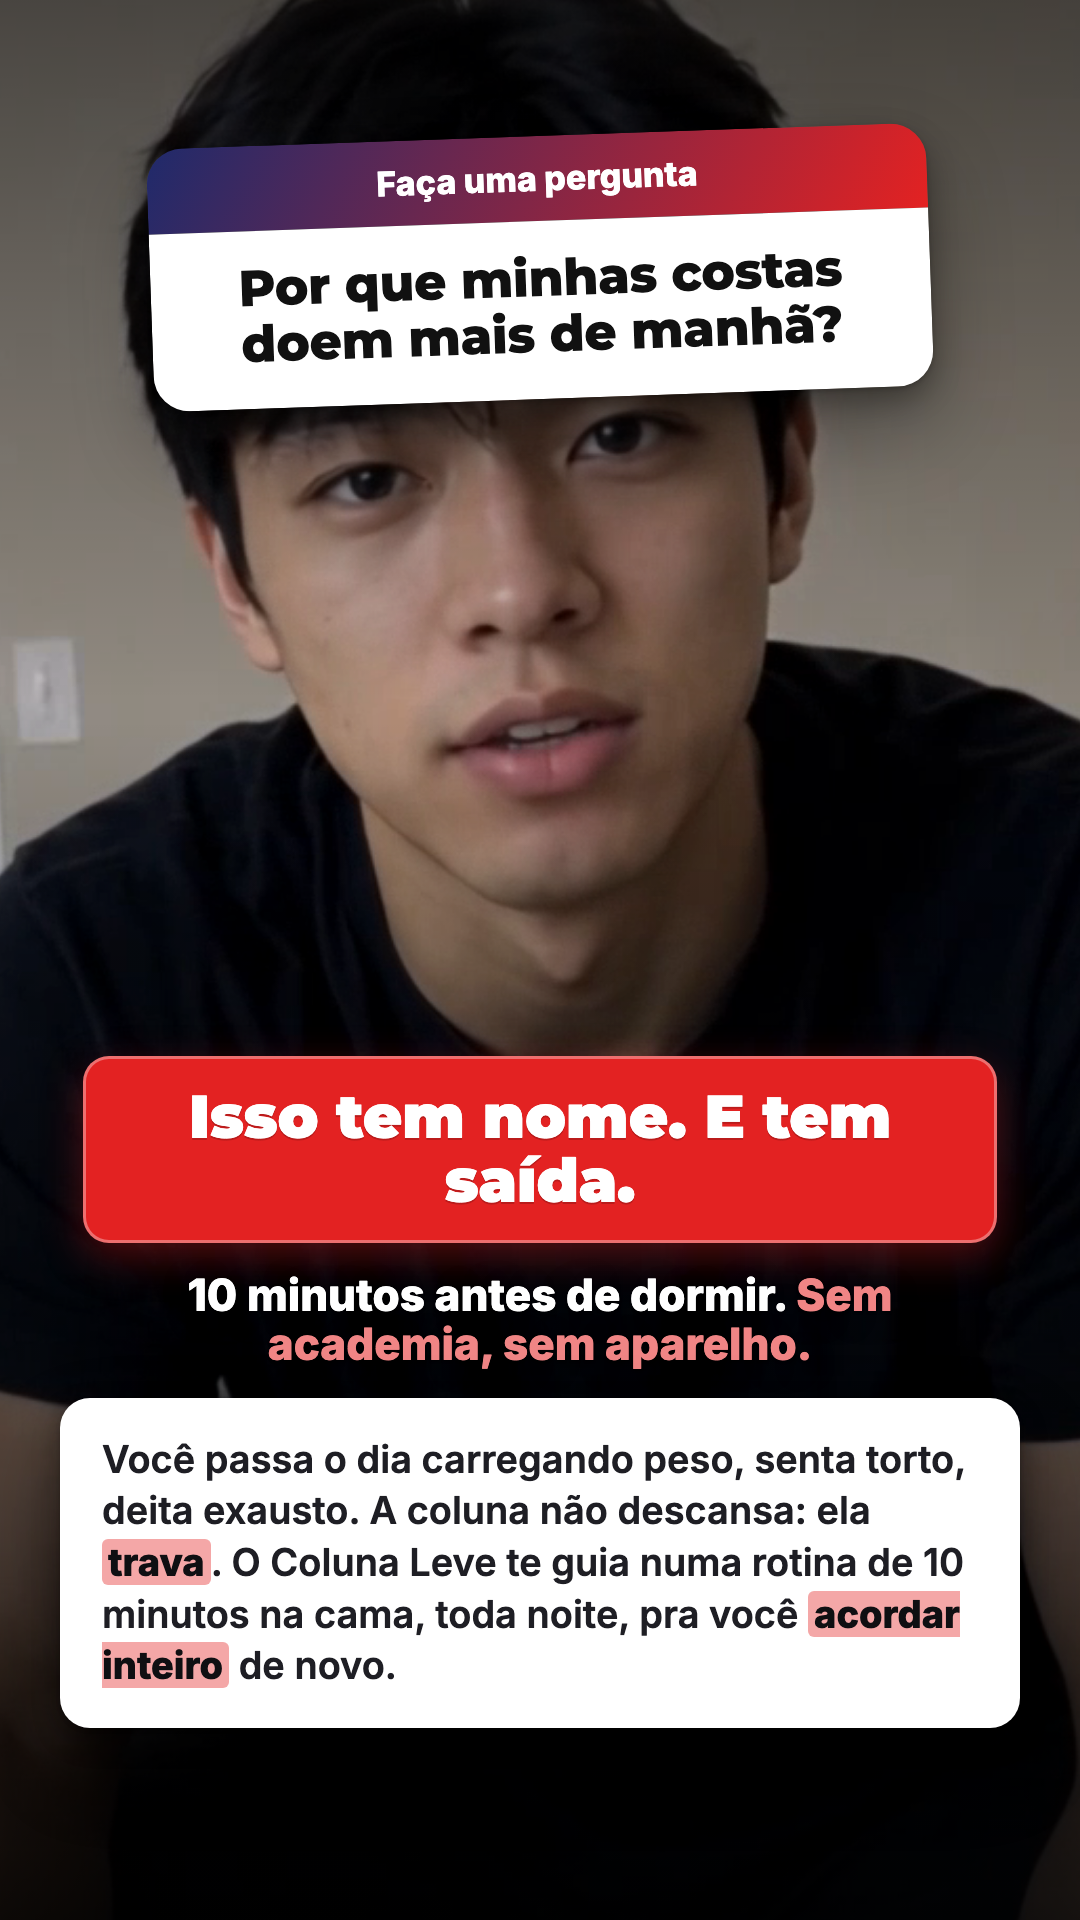 Faça uma pergunta
Por que minhas costas
doem mais de manhã?
Isso tem nome. E tem
saída.
10 minutos antes de dormir. Sem
academia, sem aparelho.
Você passa o dia carregando peso, senta torto,
deita exausto. A coluna não descansa: ela
trava. O Coluna Leve te guia numa rotina de 10
minutos na cama, toda noite, pra você acordar
inteiro de novo.